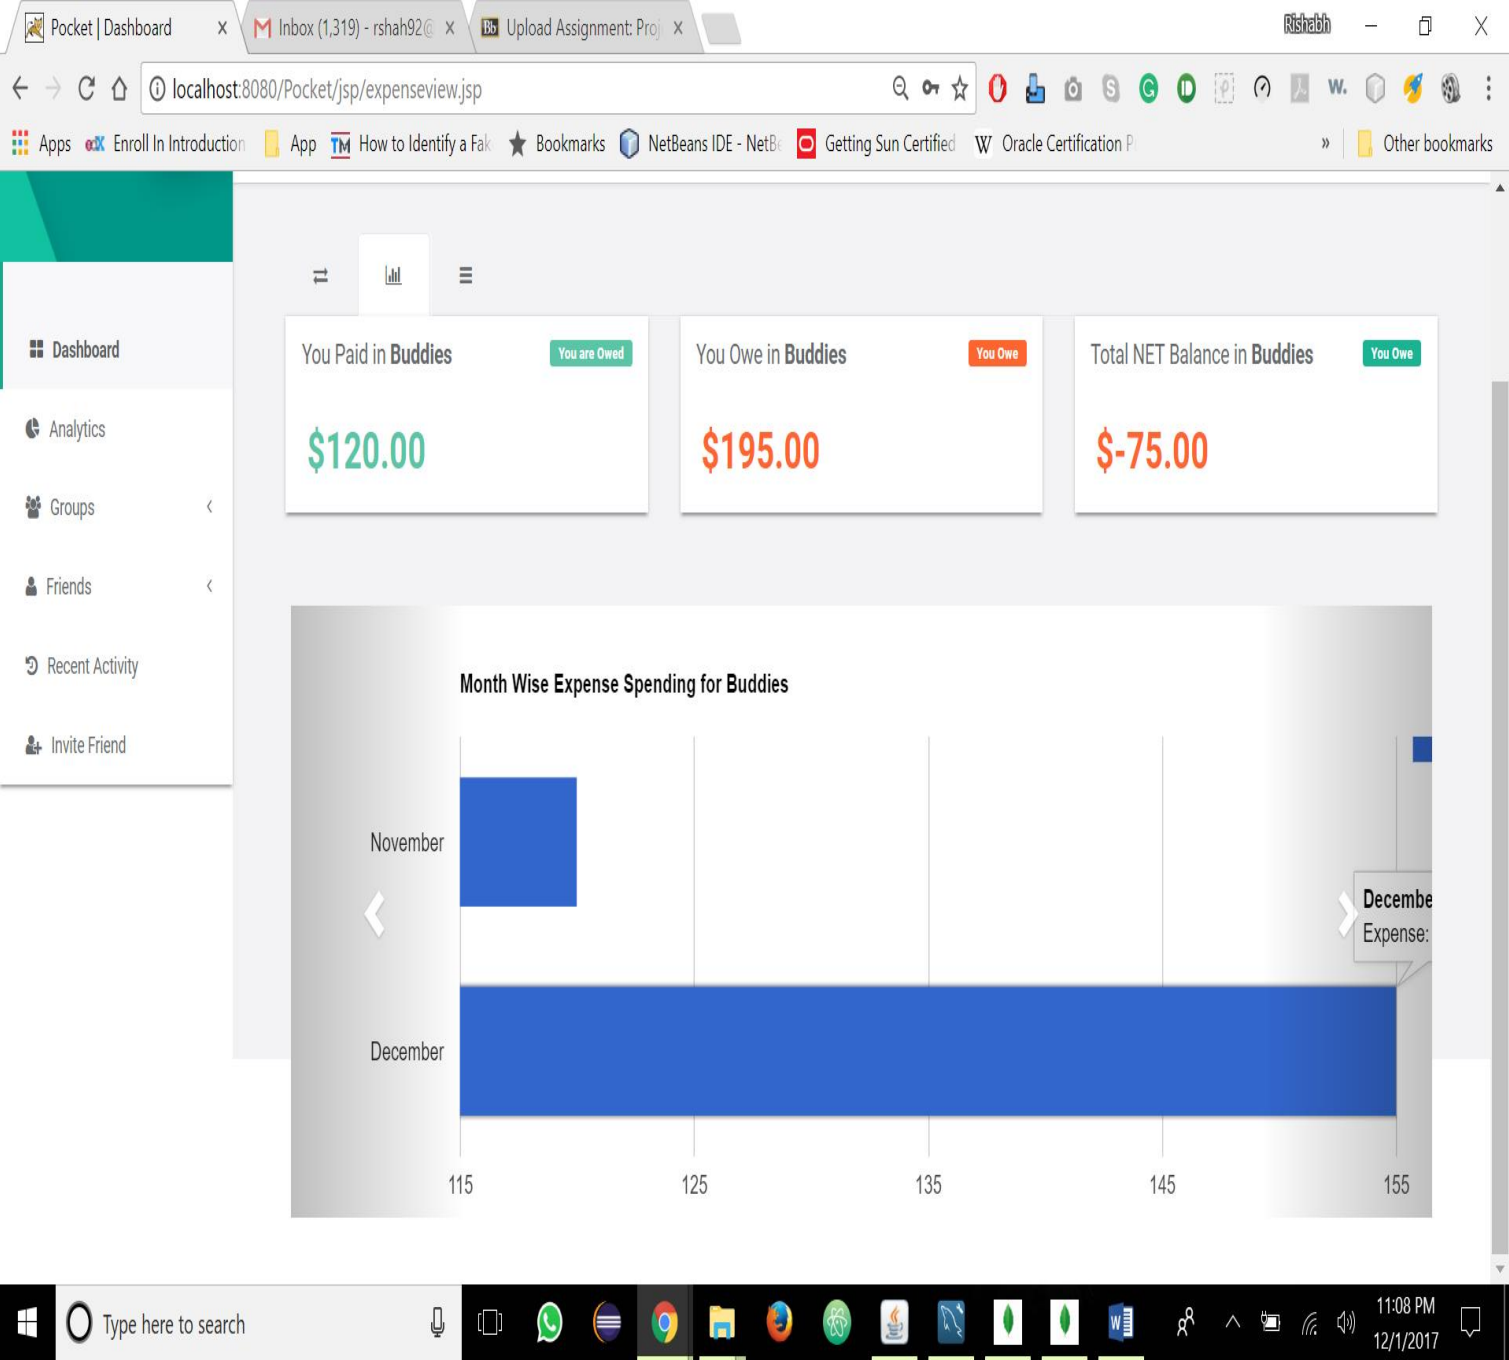 Pocket | Dashboard
Inbox (1,319) - rshah92@
Upload Assignment: Proj
Rishabh
localhost:8080/Pocket/jsp/expenseview.jsp
Apps
Enroll In Introduction
App
TM How to Identify a Fak
Bookmarks
NetBeans IDE - NetB
Getting Sun Certified
W Oracle Certification P
»
Other bookmarks
Dashboard
Analytics
Groups
Friends
Recent Activity
Invite Friend
You Paid in Buddies
You are Owed
$120.00
You Owe in Buddies
You Owe
$195.00
Total NET Balance in Buddies
You Owe
$-75.00
Month Wise Expense Spending for Buddies
November
December
Decembe
Expense:
115
125
135
145
155
Type here to search
11:08 PM
12/1/2017